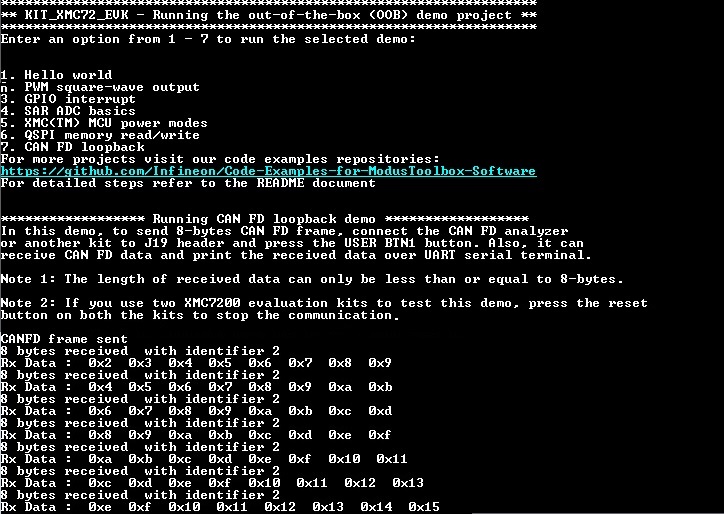 *******************************************************************
** KIT_XMC72_EVK - Running the out-of-the-box (OOB) demo project **
*******************************************************************
Enter an option from 1 - 7 to run the selected demo:
1. Hello world
ñ. PWM square-wave output
3. GPIO interrupt
4. SAR ADC basics
5. XMC(TM) MCU power modes
6. QSPI memory read/write
7. CAN FD loopback
For more projects visit our code examples repositories:
https://github.com/Infineon/Code-Examples-for-ModusToolbox-Software
For detailed steps refer to the README document
****************** Running CAN FD loopback demo ******************
In this demo, to send 8-bytes CAN FD frame, connect the CAN FD analyzer
or another kit to J19 header and press the USER BTN1 button. Also, it can
receive CAN FD data and print the received data over UART serial terminal.
Note 1: The length of received data can only be less than or equal to 8-bytes.
Note 2: If you use two XMC7200 evaluation kits to test this demo, press the reset
button on both the kits to stop the communication.
CANFD frame sent
8 bytes received  with identifier 2
Rx Data :  0x2  0x3  0x4  0x5  0x6  0x7  0x8  0x9
8 bytes received  with identifier 2
Rx Data :  0x4  0x5  0x6  0x7  0x8  0x9  0xa  0xb
8 bytes received  with identifier 2
Rx Data :  0x6  0x7  0x8  0x9  0xa  0xb  0xc  0xd
8 bytes received  with identifier 2
Rx Data :  0x8  0x9  0xa  0xb  0xc  0xd  0xe  0xf
8 bytes received  with identifier 2
Rx Data :  0xa  0xb  0xc  0xd  0xe  0xf  0x10  0x11
8 bytes received  with identifier 2
Rx Data :  0xc  0xd  0xe  0xf  0x10  0x11  0x12  0x13
8 bytes received  with identifier 2
Rx Data :  0xe  0xf  0x10  0x11  0x12  0x13  0x14  0x15